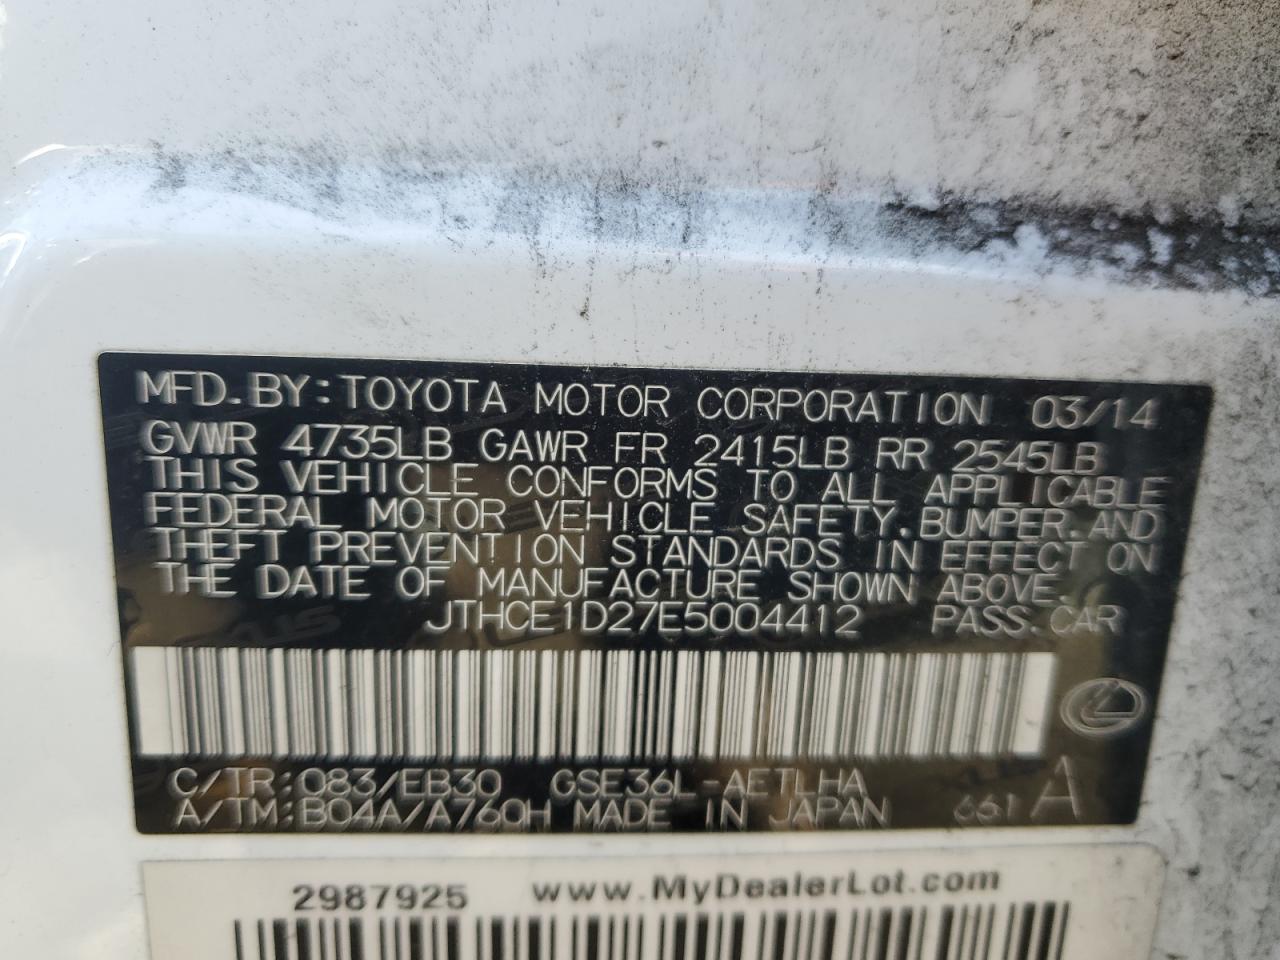 MFD. BY: TOYOTA MOTOR CORPORATION 03/14
GVWR 4735LB GAWR FR 2415LB RR 2545LB
THIS VEHICLE CONFORMS TO ALL APPLICABLE
FEDERAL MOTOR VEHICLE SAFETY, BUMPER, AND
THEFT PREVENTION STANDARDS IN EFFECT ON
THE DATE OF MANUFACTURE SHOWN ABOVE.
JTHCE1D27E5004412 PASS. CAR
C/TR: 083/EB30 GSE36L-AETLHA
A/TM: B04A/A760H MADE IN JAPAN 661 A
2987925 www.MyDealerLot.com